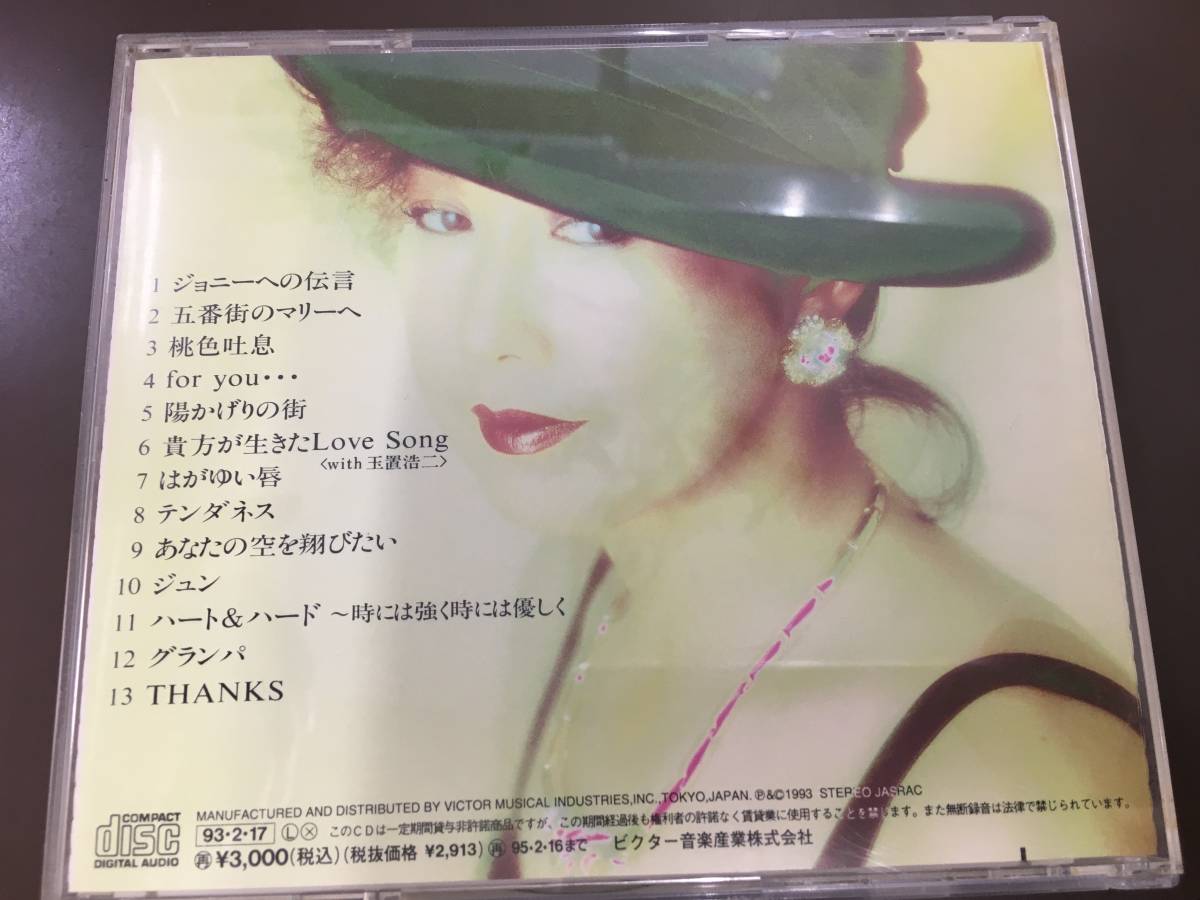 1 ジョニーへの伝言
2 五番街のマリーへ
3 桃色吐息
4 for you・・・
5 陽かげりの街
6 貴方が生きたLove Song
〈with 玉置浩二〉
7 はがゆい唇
8 テンダネス
9 あなたの空を翔びたい
10 ジュン
11 ハート&ハード ～時には強く時には優しく
12 グランパ
13 THANKS
COMPACT
disc
DIGITAL AUDIO
MANUFACTURED AND DISTRIBUTED BY VICTOR MUSICAL INDUSTRIES,INC.,TOKYO,JAPAN. ℗&©1993 STEREO JASRAC
93・2・17 Ⓛ Ⓧ このCDは一定期間貸与非許諾商品ですが、この期間経過後も権利者の許諾なく賃貸業に使用することを禁じます。また無断録音は法律で禁じられています。
㊢¥3,000(税込)(税抜価格 ¥2,913) 95・2・16まで ビクター音楽産業株式会社